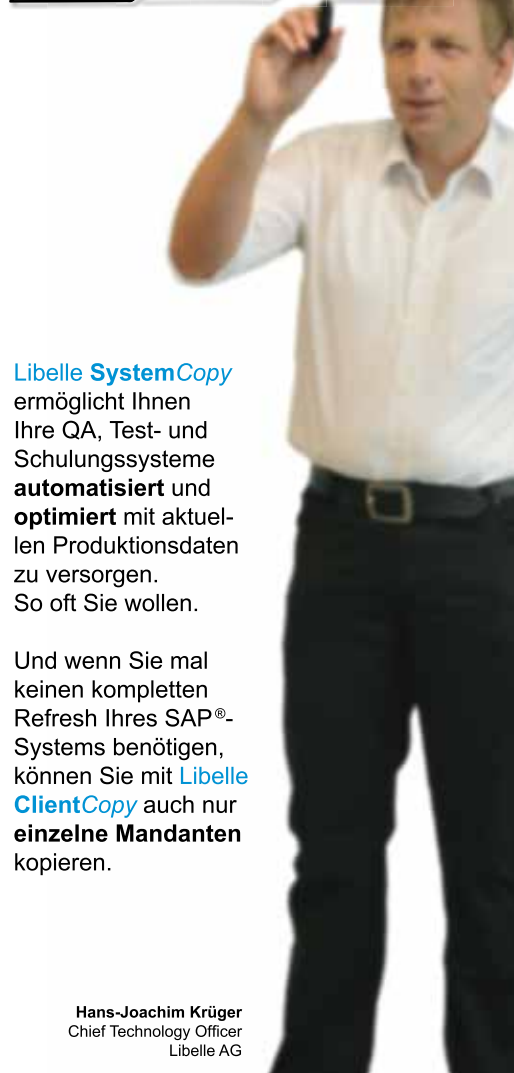 Libelle SystemCopy
ermöglicht Ihnen
Ihre QA, Test- und
Schulungssysteme
automatisiert und
optimiert mit aktuel-
len Produktionsdaten
zu versorgen.
So oft Sie wollen.
Und wenn Sie mal
keinen kompletten
Refresh Ihres SAP®-
Systems benötigen,
können Sie mit Libelle
ClientCopy auch nur
einzelne Mandanten
kopieren.
Hans-Joachim Krüger
Chief Technology Officer
Libelle AG